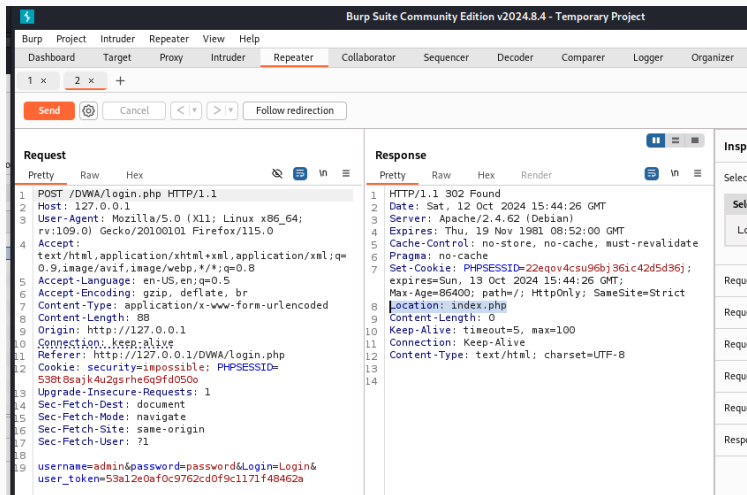 Burp Suite Community Edition v2024.8.4 - Temporary Project
Burp Project Intruder Repeater View Help
Dashboard Target Proxy Intruder Repeater Collaborator Sequencer Decoder Comparer Logger Organizer
1 × 2 × +
Send Cancel < > Follow redirection
Request
Pretty Raw Hex \n
1 POST /DVWA/login.php HTTP/1.1
2 Host: 127.0.0.1
3 User-Agent: Mozilla/5.0 (X11; Linux x86_64;
rv:109.0) Gecko/20100101 Firefox/115.0
4 Accept:
text/html,application/xhtml+xml,application/xml;q=
0.9,image/avif,image/webp,*/*;q=0.8
5 Accept-Language: en-US,en;q=0.5
6 Accept-Encoding: gzip, deflate, br
7 Content-Type: application/x-www-form-urlencoded
8 Content-Length: 88
9 Origin: http://127.0.0.1
10 Connection: keep-alive
11 Referer: http://127.0.0.1/DVWA/login.php
12 Cookie: security=impossible; PHPSESSID=
538t8sajk4u2gsrhe6q9fd050o
13 Upgrade-Insecure-Requests: 1
14 Sec-Fetch-Dest: document
15 Sec-Fetch-Mode: navigate
16 Sec-Fetch-Site: same-origin
17 Sec-Fetch-User: ?1
18
19 username=admin&password=password&Login=Login&
user_token=53a12e0af0c9762cd0f9c1171f48462a
Response
Pretty Raw Hex Render \n
1 HTTP/1.1 302 Found
2 Date: Sat, 12 Oct 2024 15:44:26 GMT
3 Server: Apache/2.4.62 (Debian)
4 Expires: Thu, 19 Nov 1981 08:52:00 GMT
5 Cache-Control: no-store, no-cache, must-revalidate
6 Pragma: no-cache
7 Set-Cookie: PHPSESSID=22eqov4csu96bj36ic42d5d36j;
expires=Sun, 13 Oct 2024 15:44:26 GMT;
Max-Age=86400; path=/; HttpOnly; SameSite=Strict
8 Location: index.php
9 Content-Length: 0
10 Keep-Alive: timeout=5, max=100
11 Connection: Keep-Alive
12 Content-Type: text/html; charset=UTF-8
13
14
Insp
Selec
Sel
Lo
Requ
Requ
Requ
Requ
Requ
Resp